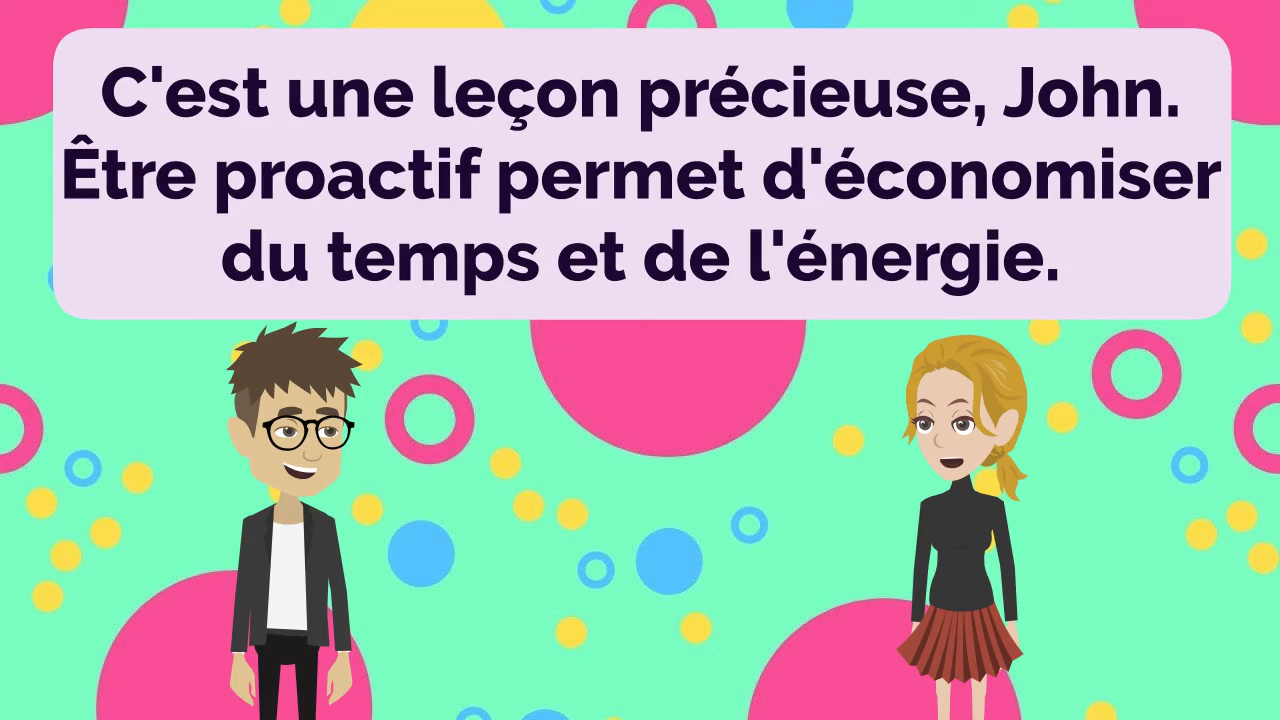 C'est une leçon précieuse, John.
Être proactif permet d'économiser
du temps et de l'énergie.